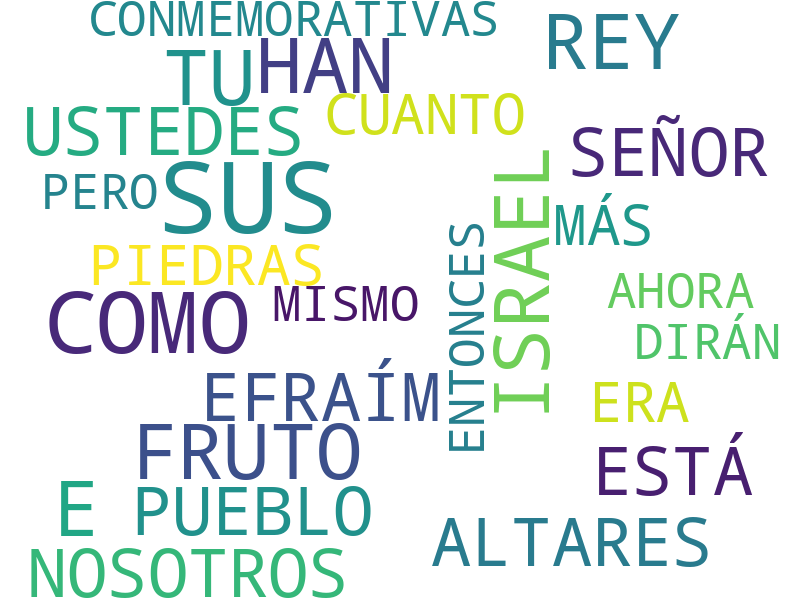 CONMEMORATIVAS
REY
TU
HAN
CUANTO
USTEDES
SEÑOR
PERO
SUS
ISRAEL
MÁS
ENTONCES
PIEDRAS
AHORA
COMO
MISMO
DIRÁN
EFRAÍM
ERA
FRUTO
ESTÁ
E
PUEBLO
ALTARES
NOSOTROS